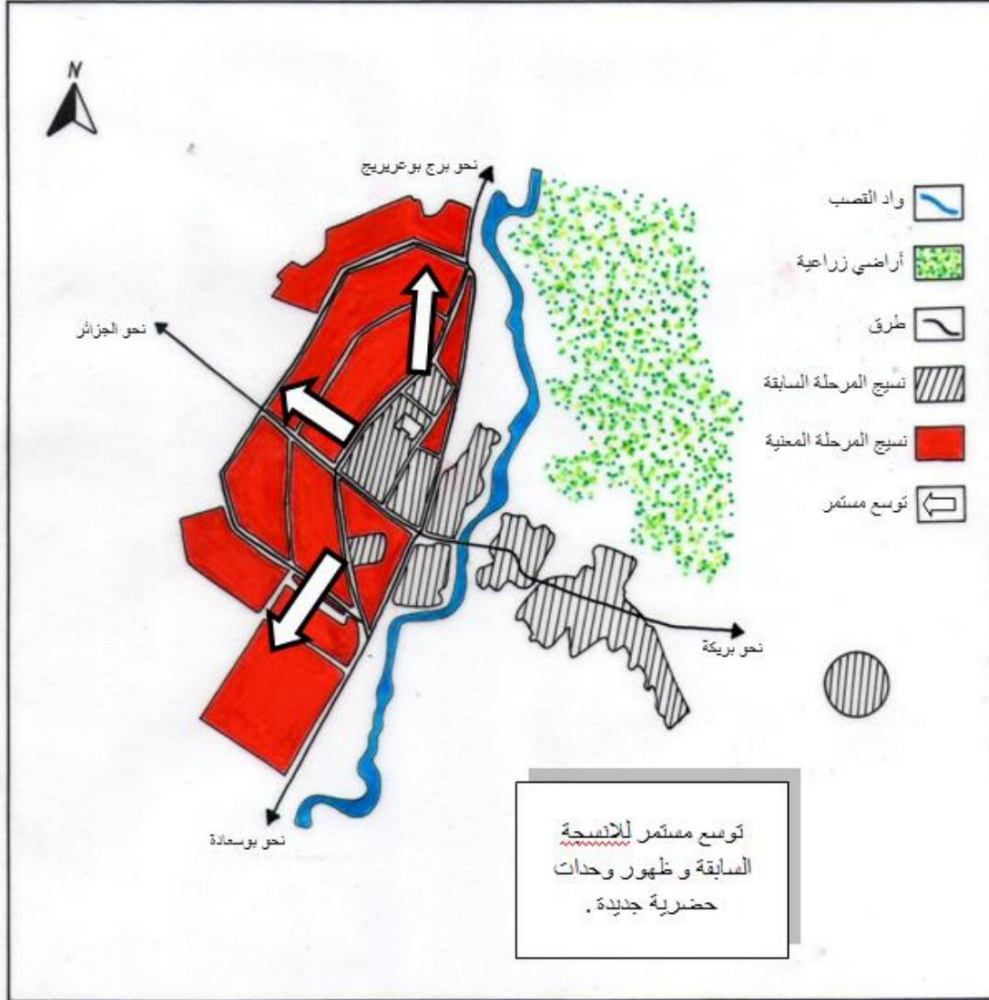 N
نحو برج بوعريريج
واد القصب
أراضي زراعية
نحو الجزائر
طرق
نسيج المرحلة السابقة
نسيج المرحلة المعنية
توسع مستمر
نحو بريكة
نحو بوسعادة
توسع مستمر للانسجة
السابقة و ظهور وحدات
حضرية جديدة .